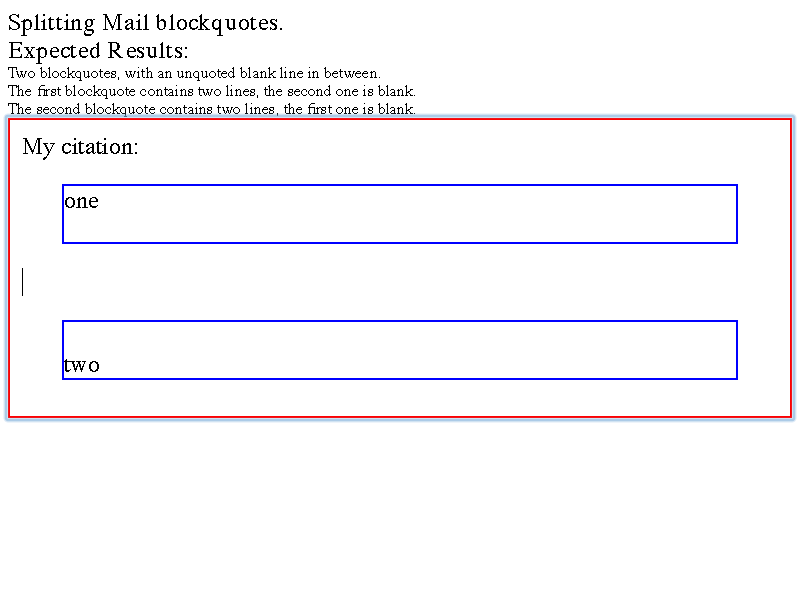 Splitting Mail blockquotes.
Expected Results:
Two blockquotes, with an unquoted blank line in between.
The first blockquote contains two lines, the second one is blank.
The second blockquote contains two lines, the first one is blank.
My citation:
one
two